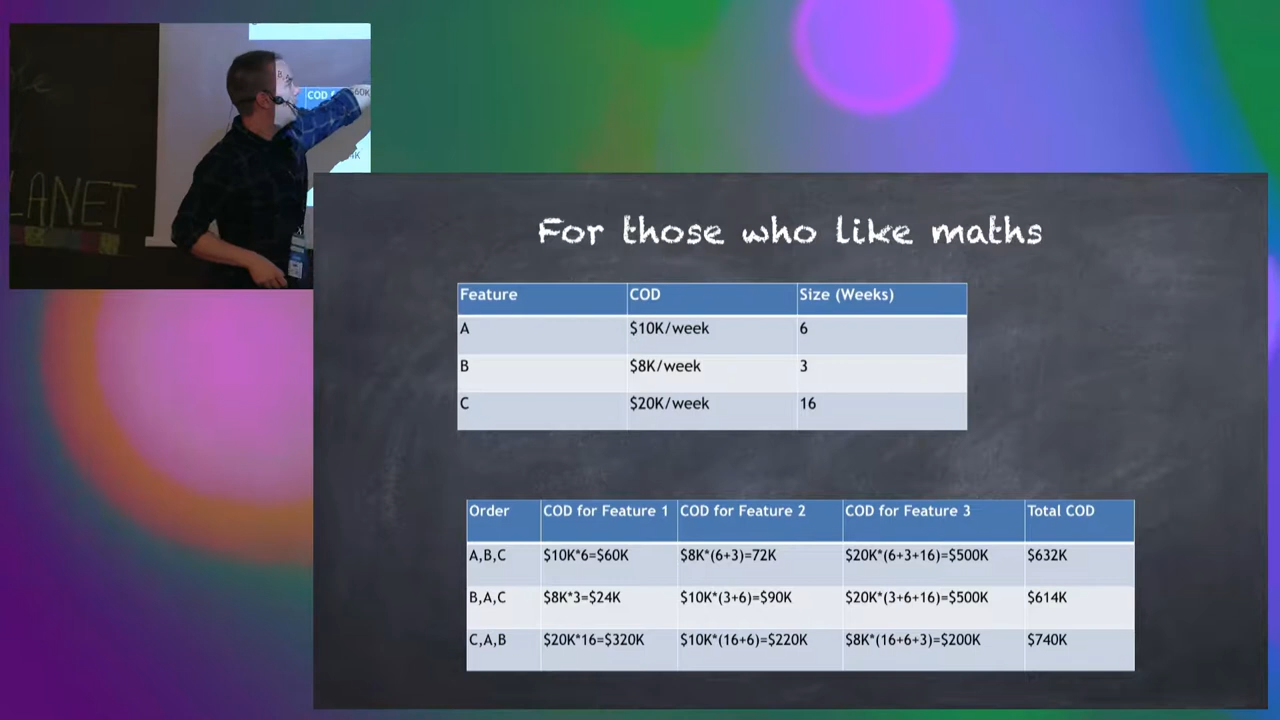 LANET
COD
$60K
For those who like maths
Feature COD Size (Weeks)
A $10K/week 6
B $8K/week 3
C $20K/week 16
Order COD for Feature 1 COD for Feature 2 COD for Feature 3 Total COD
A,B,C $10K*6=$60K $8K*(6+3)=72K $20K*(6+3+16)=$500K $632K
B,A,C $8K*3=$24K $10K*(3+6)=$90K $20K*(3+6+16)=$500K $614K
C,A,B $20K*16=$320K $10K*(16+6)=$220K $8K*(16+6+3)=$200K $740K